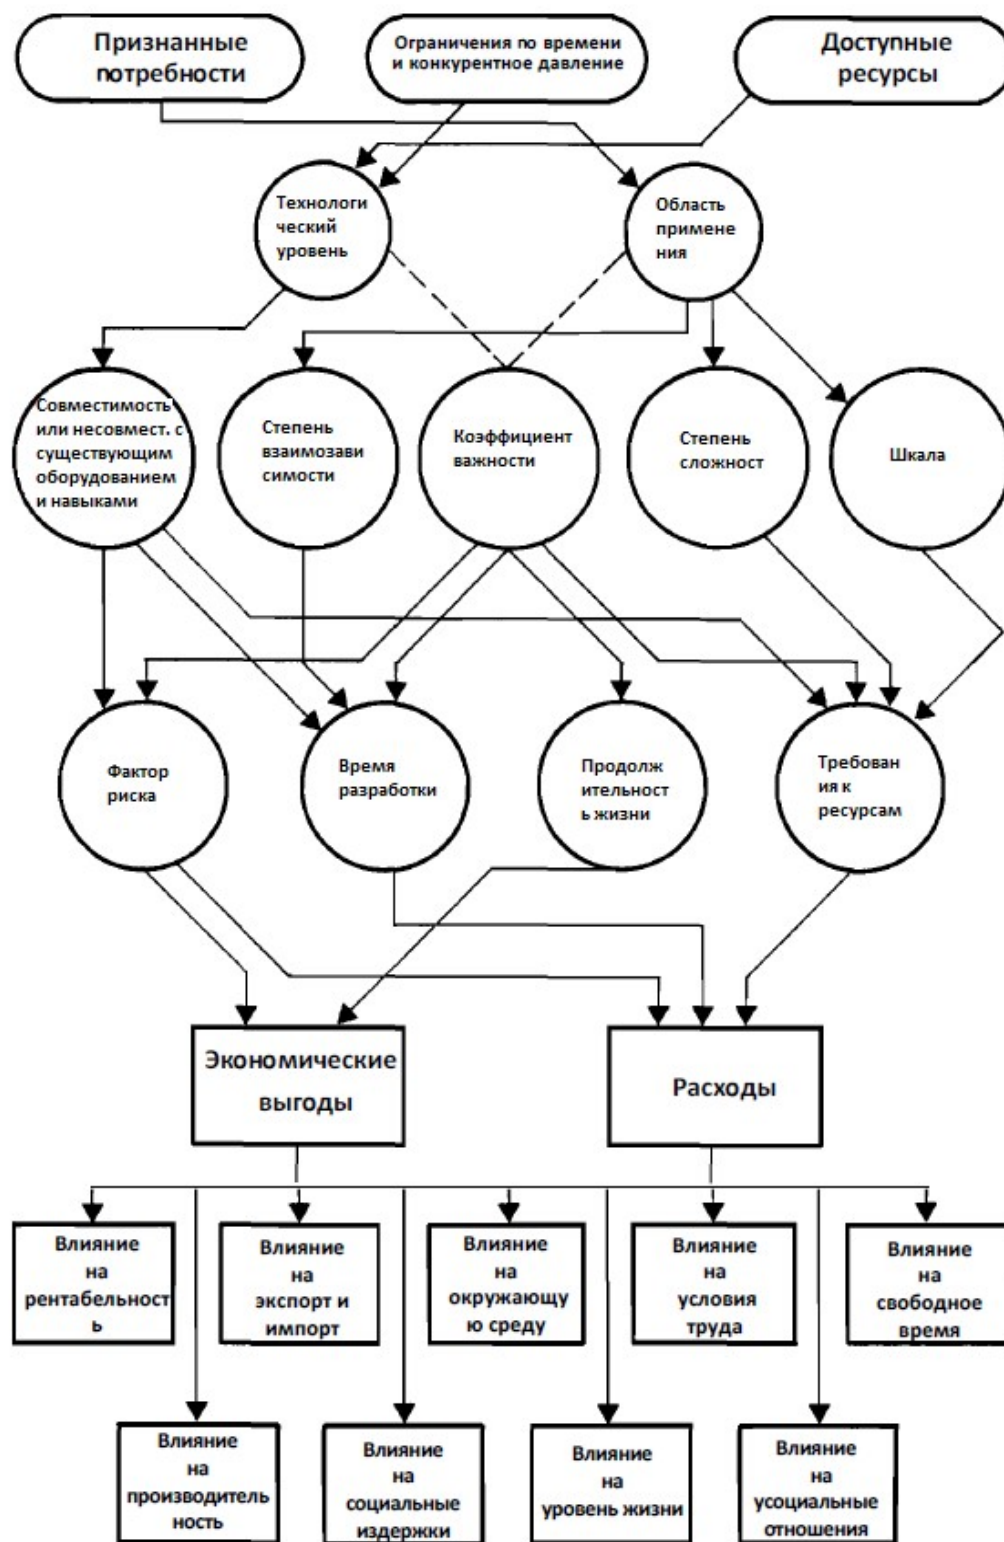 Признанные
потребности
Ограничения по времени
и конкурентное давление
Доступные
ресурсы
Технологи
ческий
уровень
Область
примене
ния
Совместимость
или несовмест. с
существующим
оборудованием
и навыками
Степень
взаимозави
симости
Коэффициент
важности
Степень
сложност
Шкала
Фактор
риска
Время
разработки
Продолж
ительност
ь жизни
Требован
ия к
ресурсам
Экономические
выгоды
Расходы
Влияние
на
рентабельност
ь
Влияние
на
экспорт и
импорт
Влияние
на
окружающу
ю среду
Влияние
на
условия
труда
Влияние
на
свободное
время
Влияние
на
производитель
ность
Влияние
на
социальные
издержки
Влияние
на
уровень жизни
Влияние
на
усоциальные
отношения